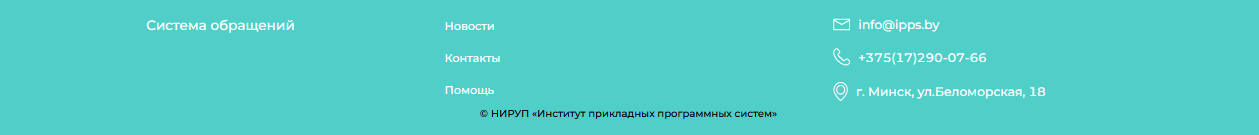 Система обращений
Новости
Контакты
Помощь
info@ipps.by
+375(17)290-07-66
г. Минск, ул.Беломорская, 18
© НИРУП «Институт прикладных программных систем»